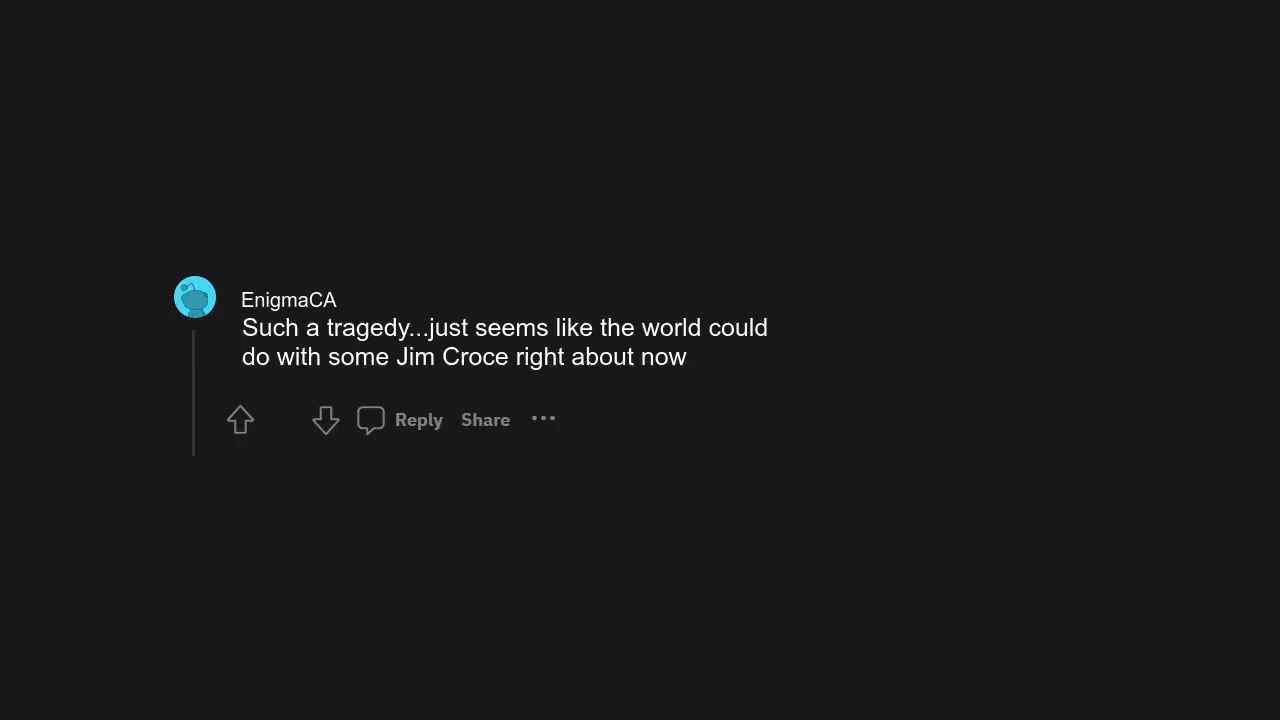 EnigmaCA
Such a tragedy...just seems like the world could
do with some Jim Croce right about now
Reply Share